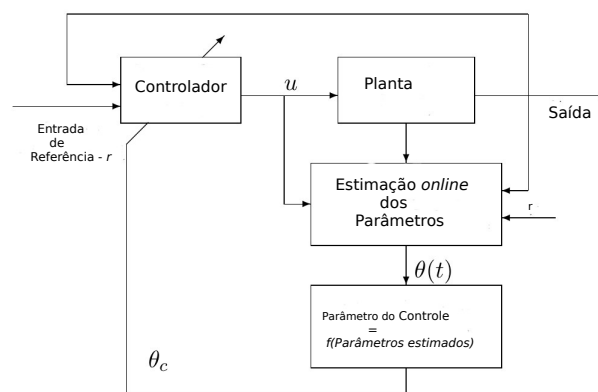 Controlador
u
Planta
Saída
Entrada
de
Referência - r
Estimação online
dos
Parâmetros
r
θ(t)
Parâmetro do Controle
=
f(Parâmetros estimados)
θc